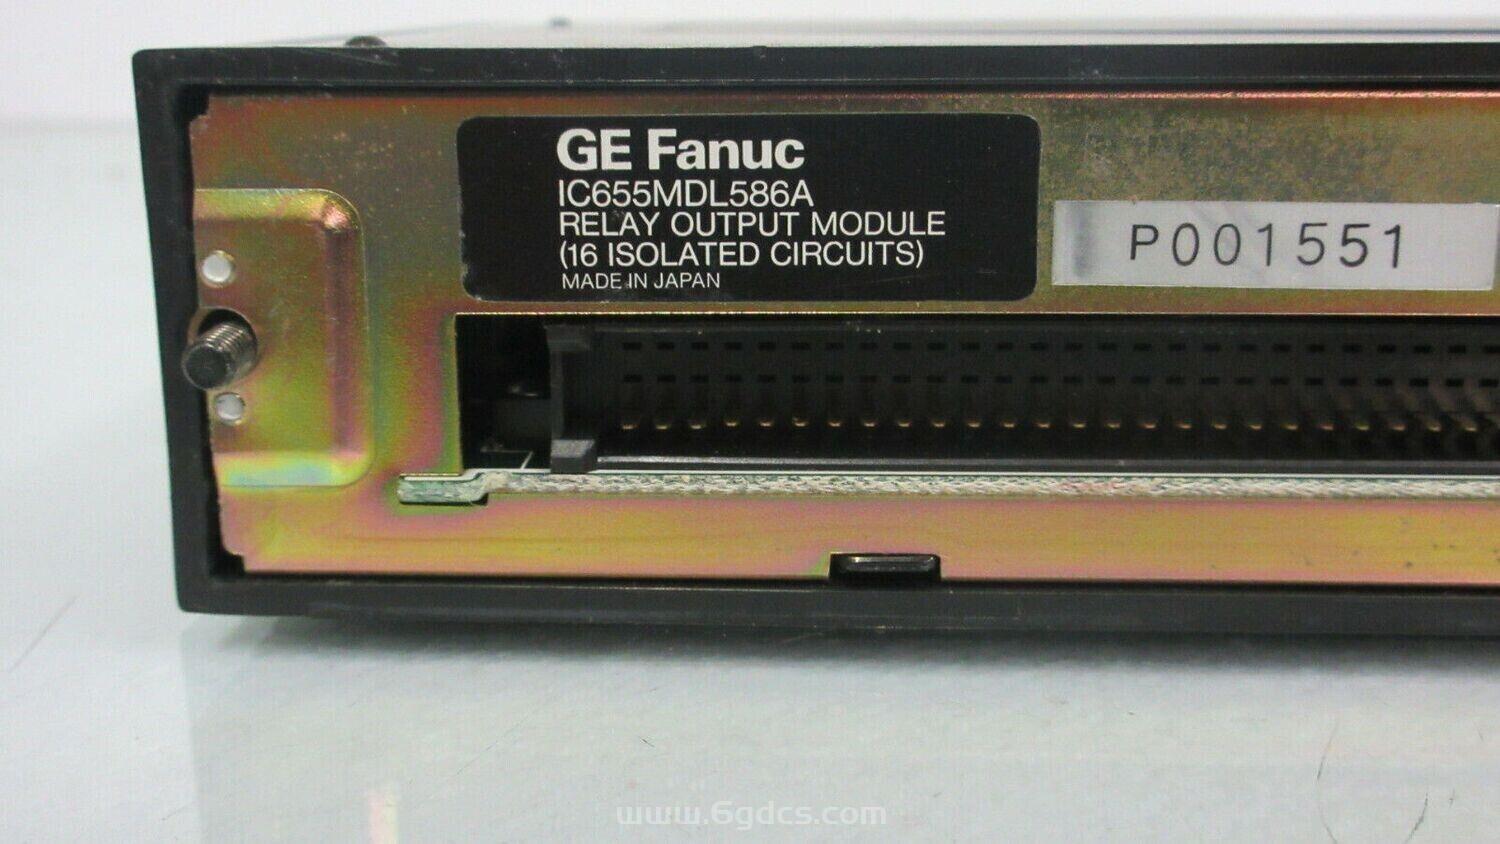 GE Fanuc
IC655MDL586A
RELAY OUTPUT MODULE
(16 ISOLATED CIRCUITS)
MADE IN JAPAN
P001551
www.6gdcs.com